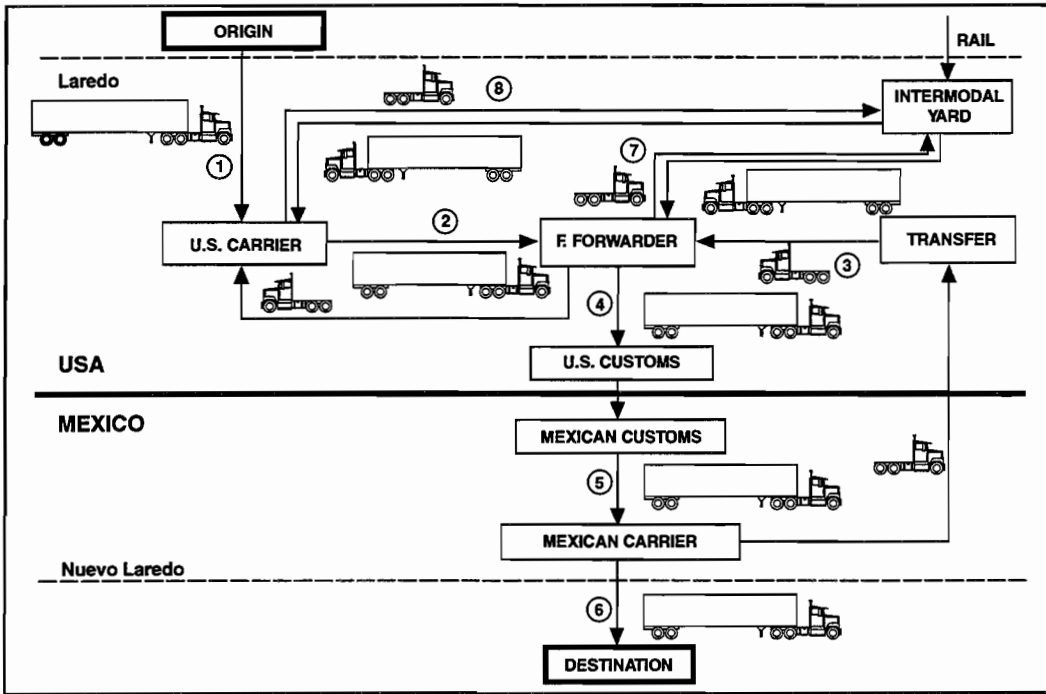 ORIGIN
RAIL
Laredo
8
INTERMODAL
YARD
1
7
2
U.S. CARRIER
F. FORWARDER
TRANSFER
3
4
U.S. CUSTOMS
USA
MEXICO
MEXICAN CUSTOMS
5
MEXICAN CARRIER
Nuevo Laredo
6
DESTINATION